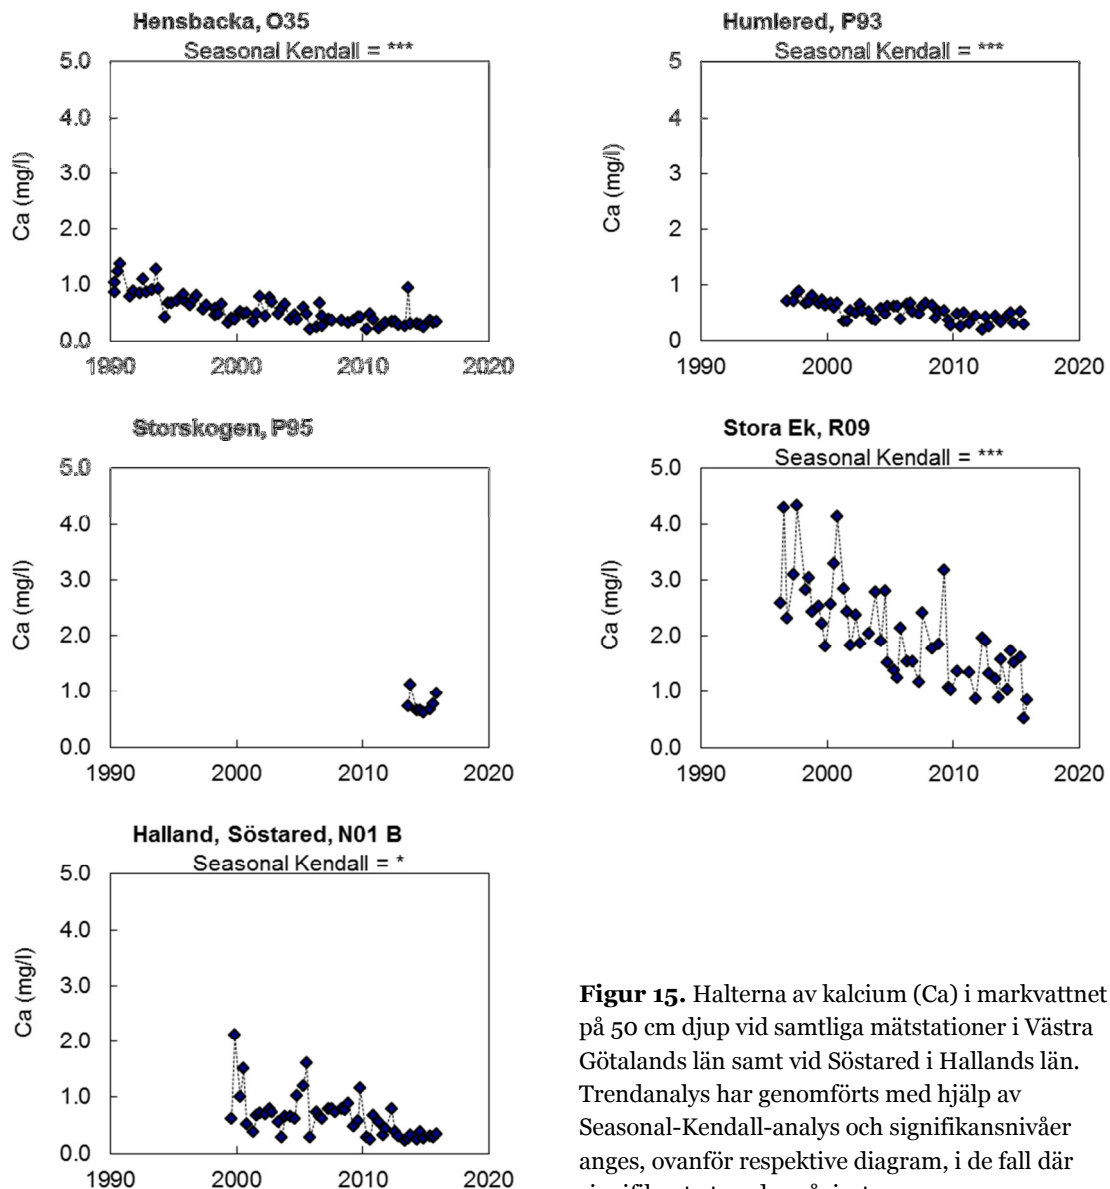 Hensbacka, O35
Seasonal Kendall = ***
5.0
4.0
3.0
2.0
1.0
0.0
Ca (mg/l)
1990 2000 2010 2020
Humlered, P93
Seasonal Kendall = ***
5
4
3
2
1
0
Ca (mg/l)
1990 2000 2010 2020
Storskogen, P95
5.0
4.0
3.0
2.0
1.0
0.0
Ca (mg/l)
1990 2000 2010 2020
Stora Ek, R09
Seasonal Kendall = ***
5.0
4.0
3.0
2.0
1.0
0.0
Ca (mg/l)
1990 2000 2010 2020
Halland, Söstared, N01 B
Seasonal Kendall = *
5.0
4.0
3.0
2.0
1.0
0.0
Ca (mg/l)
1990 2000 2010 2020
Figur 15. Halterna av kalcium (Ca) i markvattnet
på 50 cm djup vid samtliga mätstationer i Västra
Götalands län samt vid Söstared i Hallands län.
Trendanalys har genomförts med hjälp av
Seasonal-Kendall-analys och signifikansnivåer
anges, ovanför respektive diagram, i de fall där